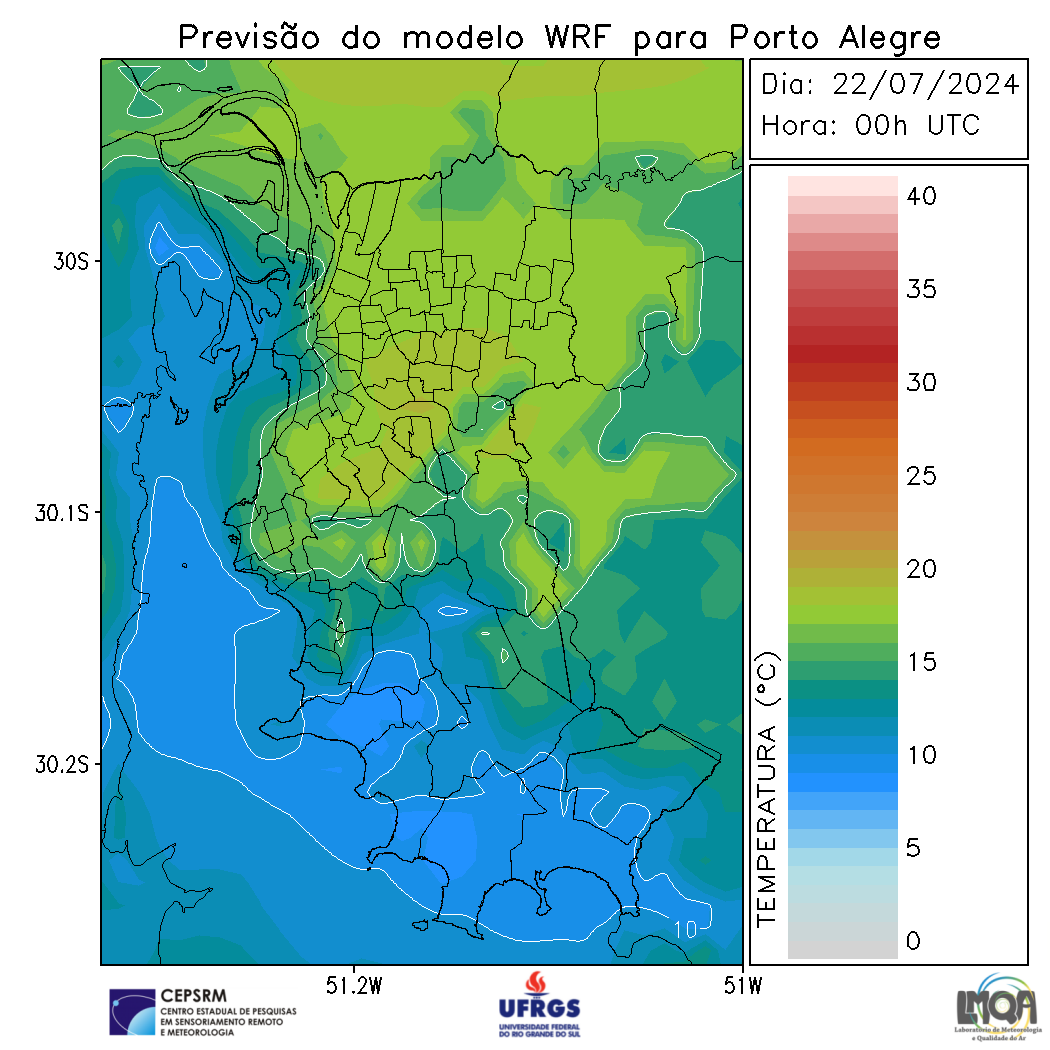 Previsão do modelo WRF para Porto Alegre
Dia: 22/07/2024
Hora: 00h UTC
40
35
30
25
20
15
10
5
0
TEMPERATURA (°C)
30S
30.1S
30.2S
10
51.2W
51W
CEPSRM
CENTRO ESTADUAL DE PESQUISAS
EM SENSORIAMENTO REMOTO
E METEOROLOGIA
UFRGS
UNIVERSIDADE FEDERAL
DO RIO GRANDE DO SUL
LMQA
Laboratório de Meteorologia
e Qualidade do Ar